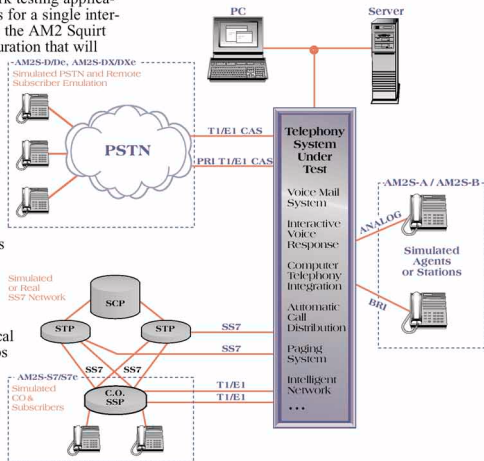 rk testing applica-
s for a single inter-
the AM2 Squirt
uration that will
PC
Server
AM2S-D/De, AM2S-DX/DXe
Simulated PSTN and Remote
Subscriber Emulation
PSTN
T1/E1 CAS
PRI T1/E1 CAS
Telephony
System
Under
Test
Voice Mail
System
Interactive
Voice
Response
Computer
Telephony
Integration
Automatic
Call
Distribution
Paging
System
Intelligent
Network
...
AM2S-A / AM2S-B
ANALOG
Simulated
Agents
or Stations
BRI
s
Simulated
or Real
SS7 Network
SCP
STP
STP
SS7
SS7
cal
os
SS7
SS7
AM2S-S7/S7e
Simulated
CO &
Subscribers
C.O.
SSP
T1/E1
T1/E1